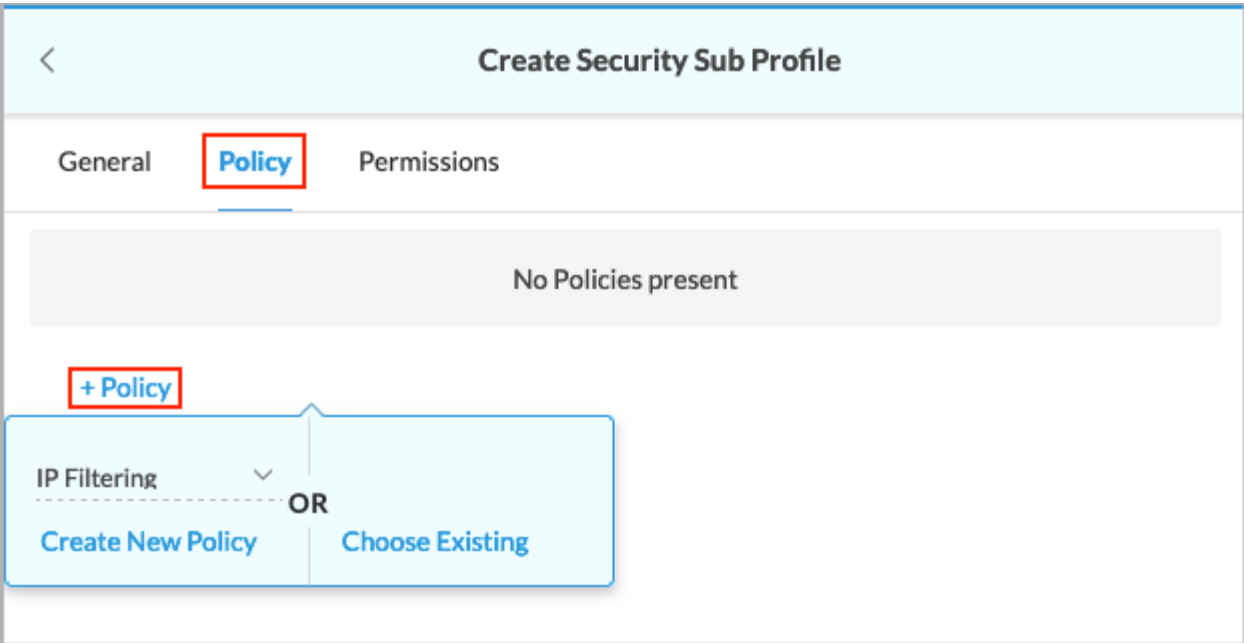 Create Security Sub Profile
General Policy Permissions
No Policies present
+ Policy
IP Filtering
OR
Create New Policy Choose Existing